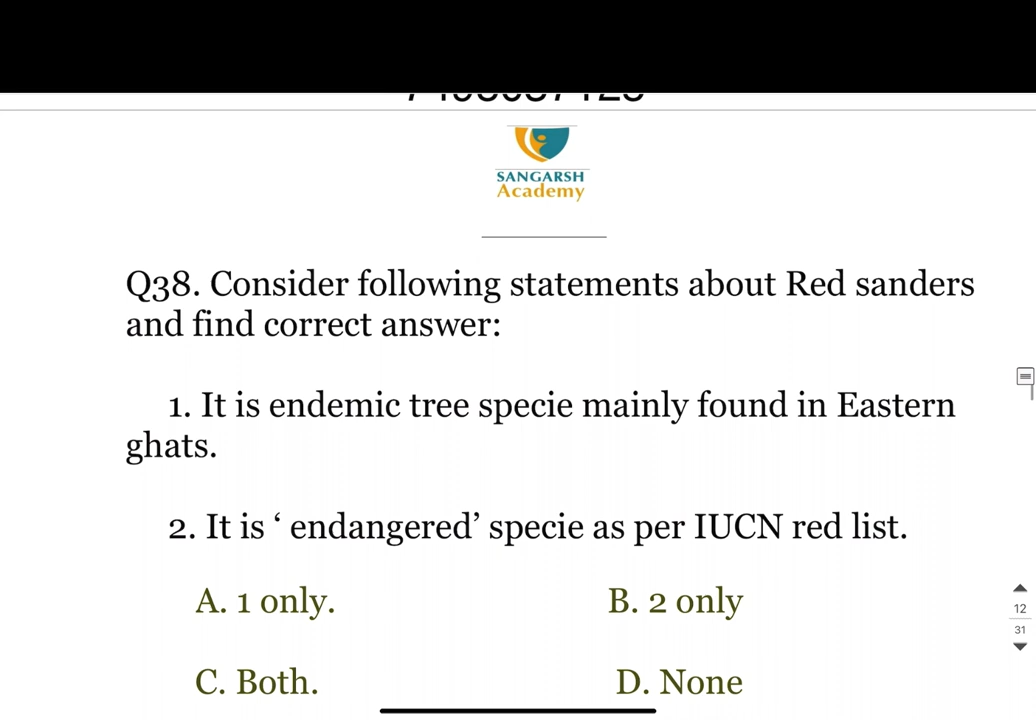 SANGARSH
Academy
Q38. Consider following statements about Red sanders
and find correct answer:
1. It is endemic tree specie mainly found in Eastern
ghats.
2. It is ‘ endangered’ specie as per IUCN red list.
A. 1 only.
B. 2 only
C. Both.
D. None
12
31